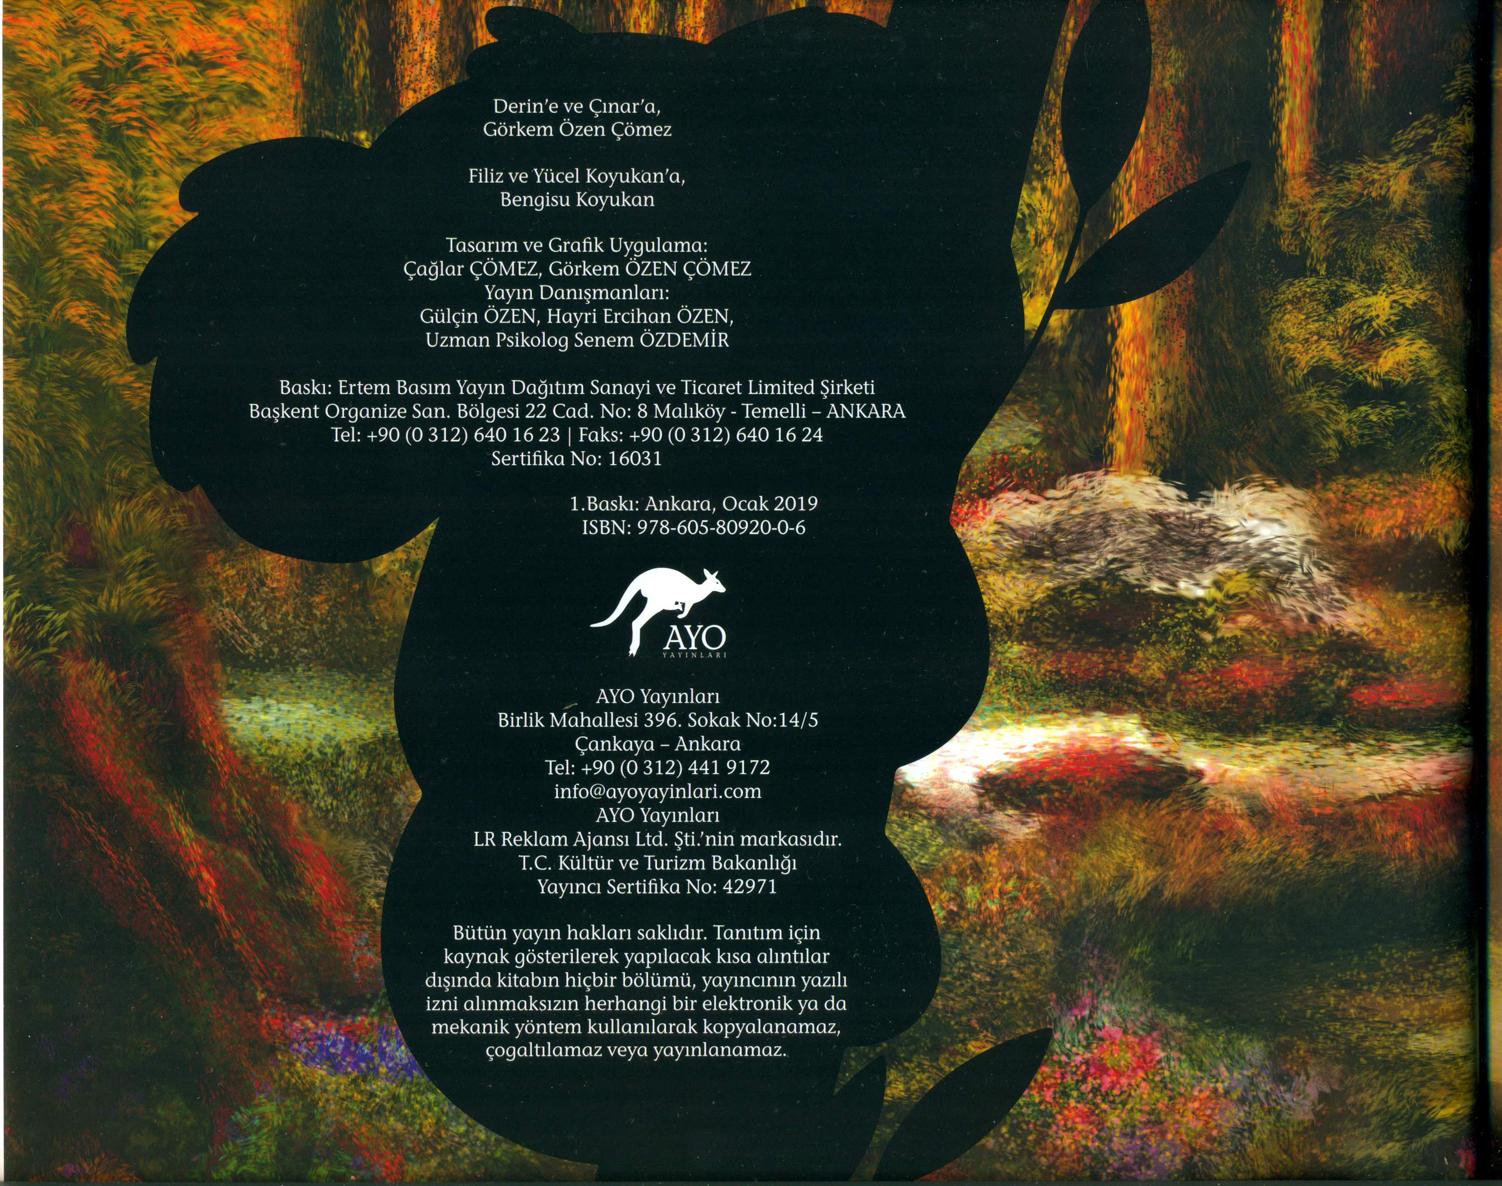 Derin’e ve Çınar’a,
Görkem Özen Çömez
Filiz ve Yücel Koyukan’a,
Bengisu Koyukan
Tasarım ve Grafik Uygulama:
Çağlar ÇÖMEZ, Görkem ÖZEN ÇÖMEZ
Yayın Danışmanları:
Gülçin ÖZEN, Hayri Ercihan ÖZEN,
Uzman Psikolog Senem ÖZDEMİR
Baskı: Ertem Basım Yayın Dağıtım Sanayi ve Ticaret Limited Şirketi
Başkent Organize San. Bölgesi 22 Cad. No: 8 Malıköy - Temelli – ANKARA
Tel: +90 (0 312) 640 16 23 | Faks: +90 (0 312) 640 16 24
Sertifika No: 16031
1.Baskı: Ankara, Ocak 2019
ISBN: 978-605-80920-0-6
AYO
YAYINLARI
AYO Yayınları
Birlik Mahallesi 396. Sokak No:14/5
Çankaya – Ankara
Tel: +90 (0 312) 441 9172
info@ayoyayinlari.com
AYO Yayınları
LR Reklam Ajansı Ltd. Şti.’nin markasıdır.
T.C. Kültür ve Turizm Bakanlığı
Yayıncı Sertifika No: 42971
Bütün yayın hakları saklıdır. Tanıtım için
kaynak gösterilerek yapılacak kısa alıntılar
dışında kitabın hiçbir bölümü, yayıncının yazılı
izni alınmaksızın herhangi bir elektronik ya da
mekanik yöntem kullanılarak kopyalanamaz,
çogaltılamaz veya yayınlanamaz.